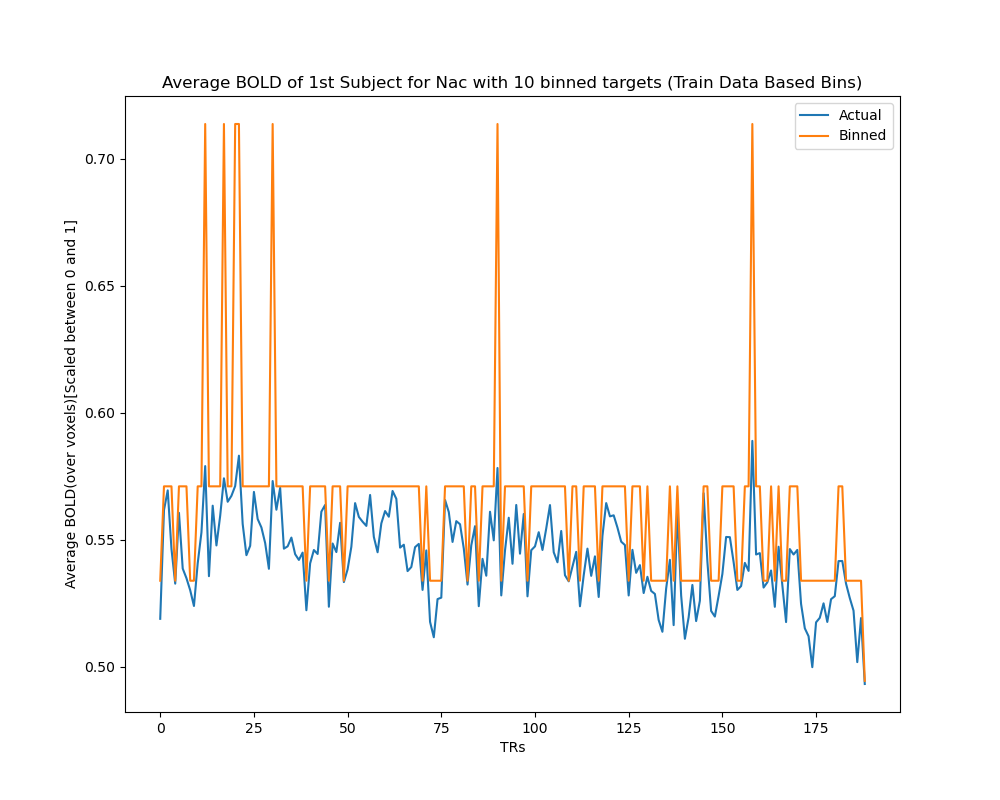 Average BOLD of 1st Subject for Nac with 10 binned targets (Train Data Based Bins)
Actual
Binned
Average BOLD(over voxels)[Scaled between 0 and 1]
0.70
0.65
0.60
0.55
0.50
0 25 50 75 100 125 150 175
TRs